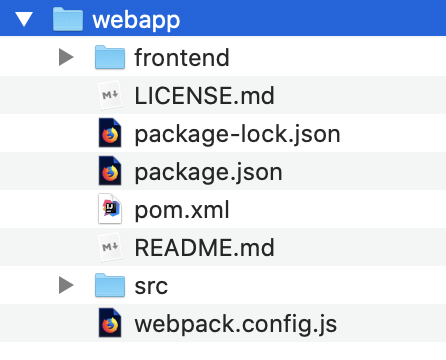 webapp
frontend
LICENSE.md
package-lock.json
package.json
pom.xml
README.md
src
webpack.config.js